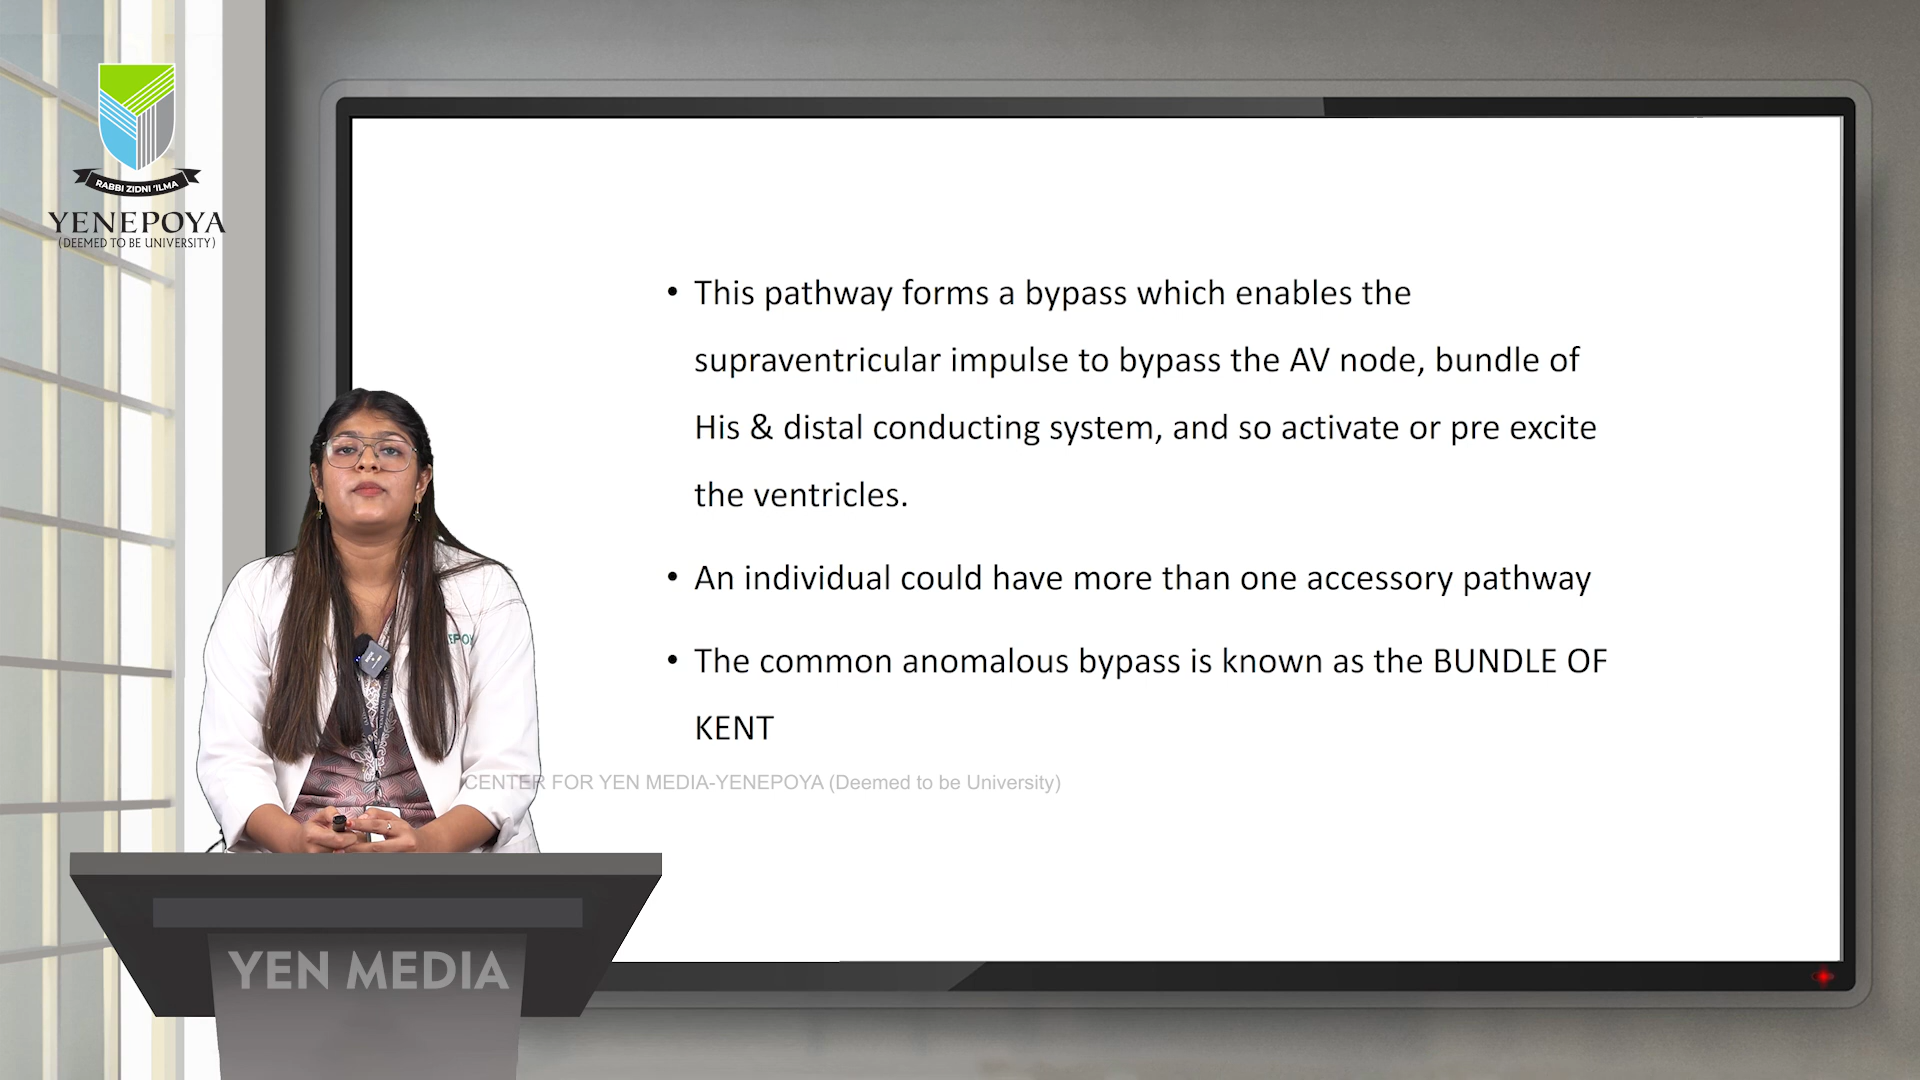 RABBI ZIDNI 'ILMA
YENEPOYA
(DEEMED TO BE UNIVERSITY)
• This pathway forms a bypass which enables the
supraventricular impulse to bypass the AV node, bundle of
His & distal conducting system, and so activate or pre excite
the ventricles.
• An individual could have more than one accessory pathway
• The common anomalous bypass is known as the BUNDLE OF
KENT
CENTER FOR YEN MEDIA-YENEPOYA (Deemed to be University)
YEN MEDIA